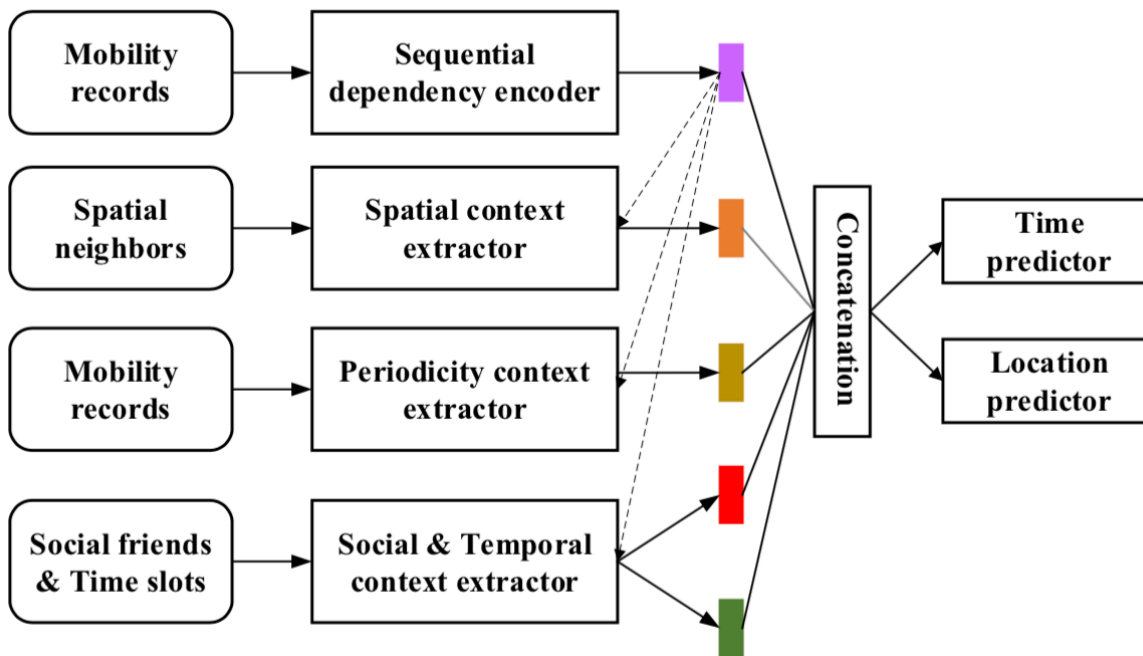 Mobility
records
Sequential
dependency encoder
Spatial
neighbors
Spatial context
extractor
Mobility
records
Periodicity context
extractor
Social friends
& Time slots
Social & Temporal
context extractor
Concatenation
Time
predictor
Location
predictor